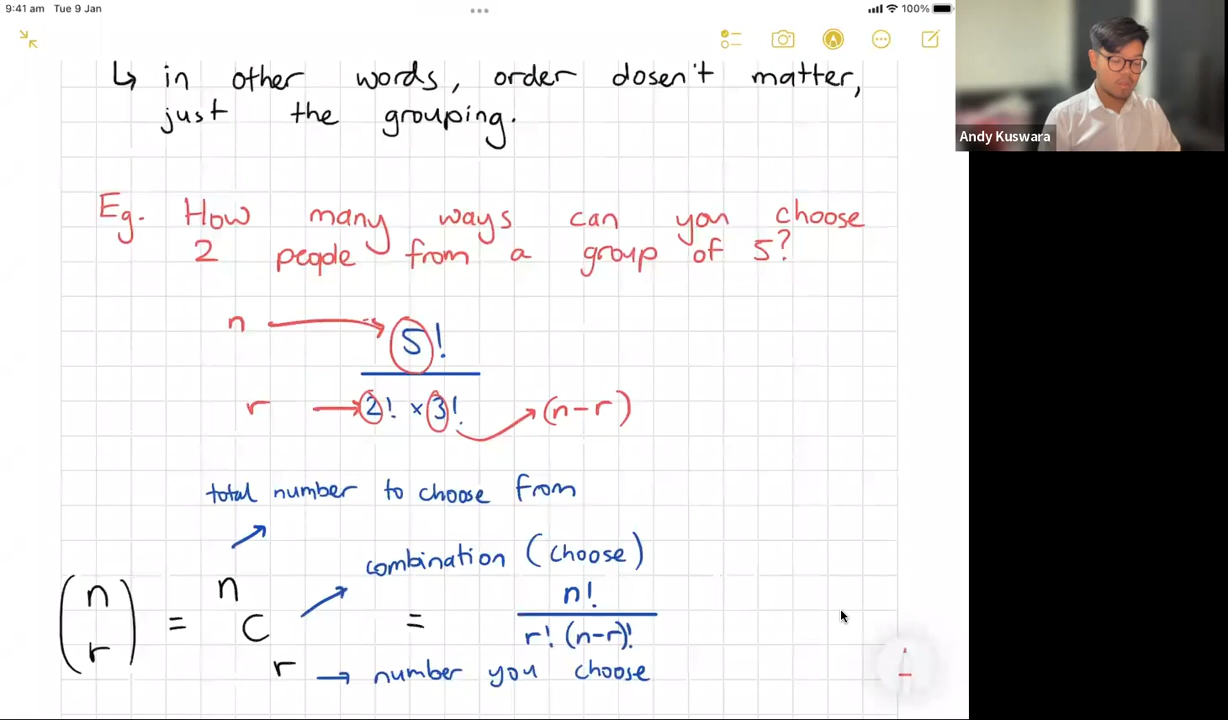 9:41 am Tue 9 Jan
100%
Andy Kuswara
↳ in other words, order dosen't matter,
just the grouping.
Eg. How many ways can you choose
2 people from a group of 5?
n → 5!
r → 2! × 3! → (n-r)
total number to choose from
combination (choose)
(n r) = n C r = n! / r! (n-r)!
→ number you choose